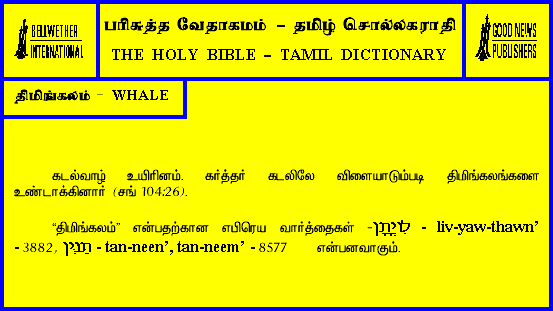 BELLWETHER
INTERNATIONAL
பரிசுத்த வேதாகமம் – தமிழ் சொல்லகராதி
THE HOLY BIBLE – TAMIL DICTIONARY
GOOD NEWS
PUBLISHERS
திமிங்கலம் - WHALE
கடல்வாழ் உயிரினம். கர்த்தர் கடலிலே விளையாடும்படி திமிங்கலங்களை
உண்டாக்கினார் (சங் 104:26).
“திமிங்கலம்” என்பதற்கான எபிரெய வார்த்தைகள் -לִוְיָתָן - liv-yaw-thawn’
- 3882, תַּנִּין - tan-neen’, tan-neem’ - 8577 என்பனவாகும்.